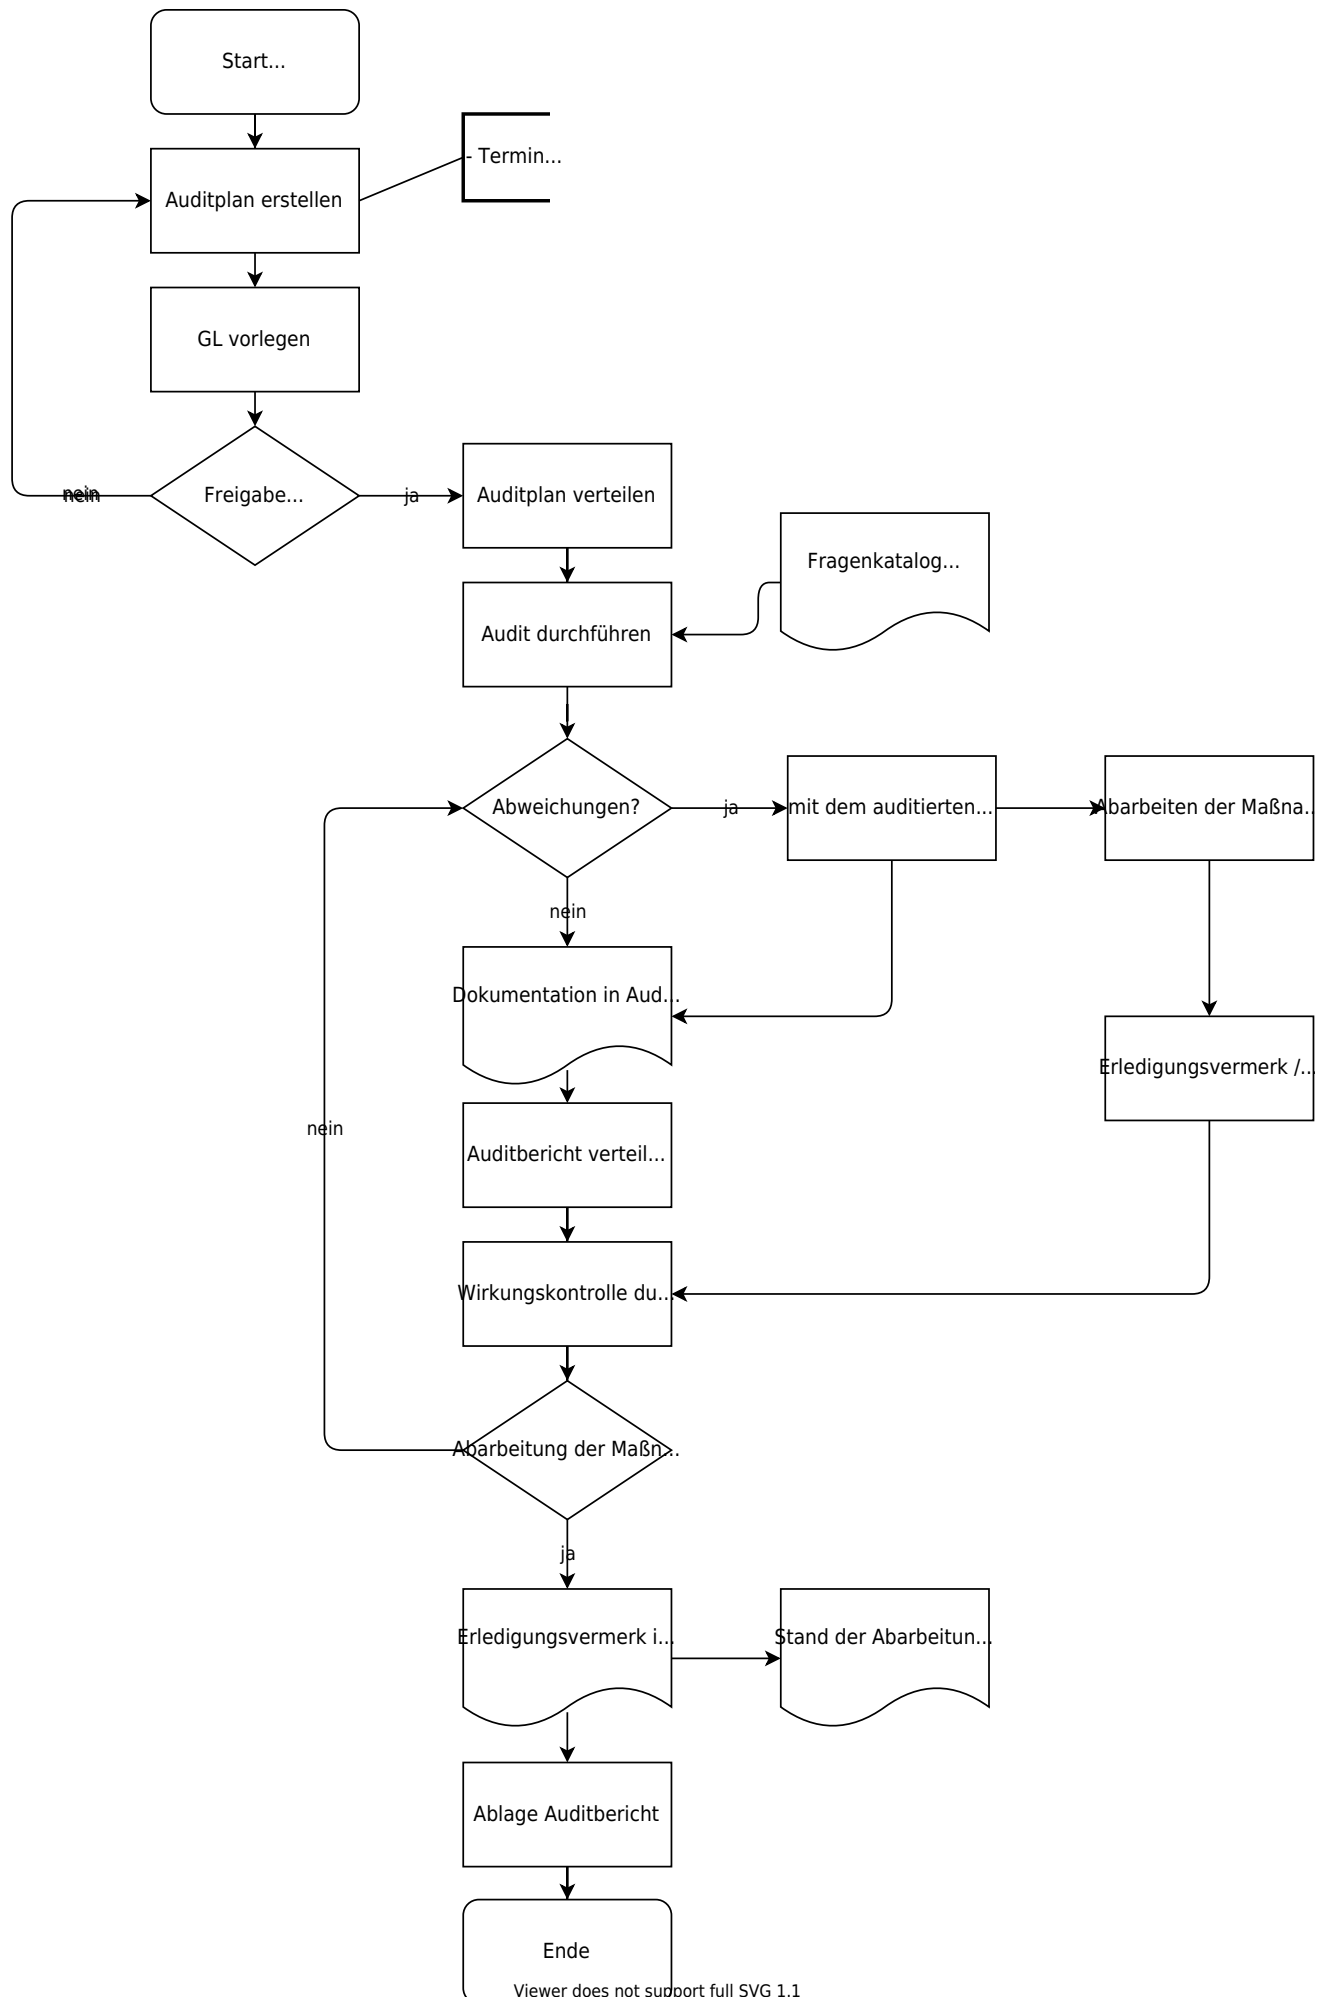 Start...
- Termin...
Auditplan erstellen
GL vorlegen
Freigabe...
nein
nein
ja
Auditplan verteilen
Fragenkatalog...
Audit durchführen
Abweichungen?
ja
mit dem auditierten...
Abarbeiten der Maßna...
nein
Dokumentation in Aud...
Erledigungsvermerk /...
nein
Auditbericht verteil...
Wirkungskontrolle du...
Abarbeitung der Maßn...
ja
Erledigungsvermerk i...
Stand der Abarbeitun...
Ablage Auditbericht
Ende
Viewer does not support full SVG 1.1